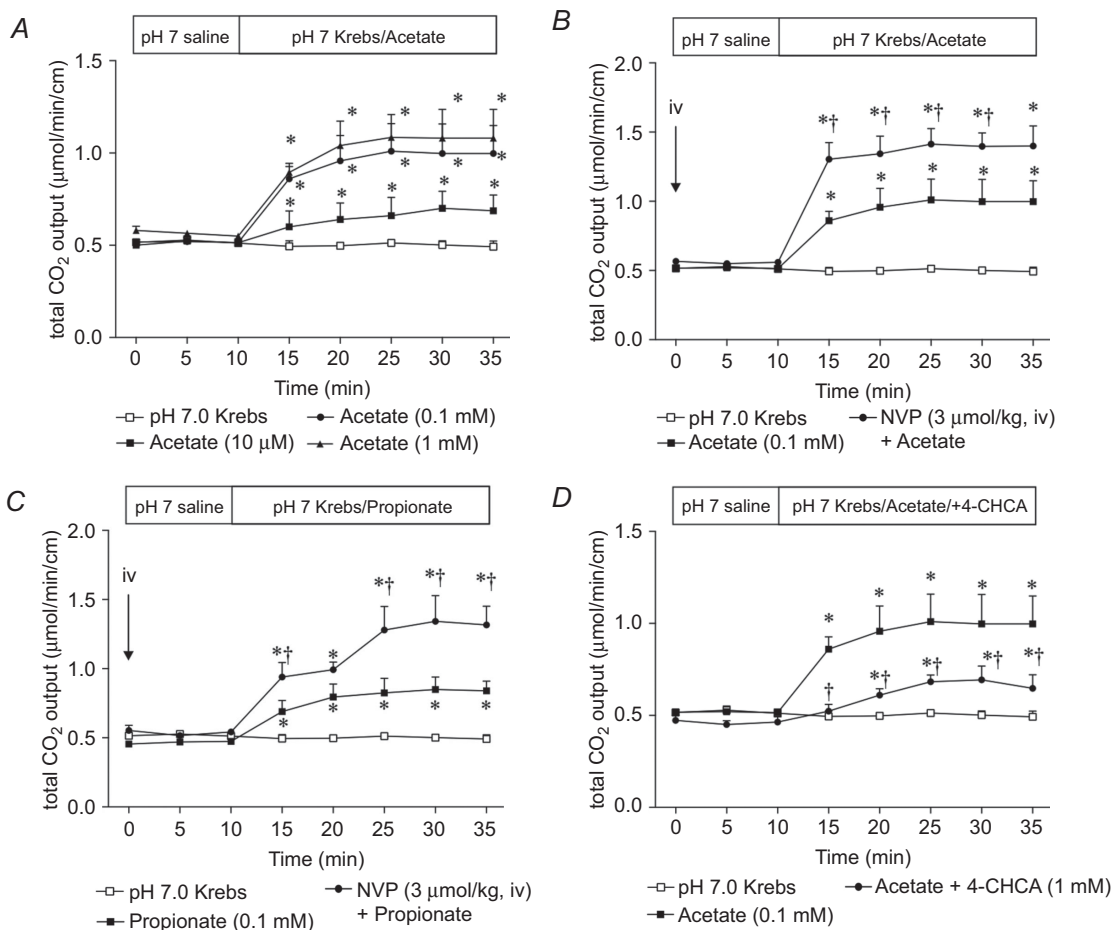 A
pH 7 saline
pH 7 Krebs/Acetate
total CO2 output (μmol/min/cm)
1.5
1.0
0.5
0.0
* * * * *
* * * * *
* * * * *
0 5 10 15 20 25 30 35
Time (min)
pH 7.0 Krebs
Acetate (0.1 mM)
Acetate (10 μM)
Acetate (1 mM)
B
pH 7 saline
pH 7 Krebs/Acetate
total CO2 output (μmol/min/cm)
2.0
1.5
1.0
0.5
0.0
iv
*† *† *† *† *
* * * * *
0 5 10 15 20 25 30 35
Time (min)
pH 7.0 Krebs
NVP (3 μmol/kg, iv)
+ Acetate
Acetate (0.1 mM)
C
pH 7 saline
pH 7 Krebs/Propionate
total CO2 output (μmol/min/cm)
2.0
1.5
1.0
0.5
0.0
iv
*† * *† *† *†
* * * * *
0 5 10 15 20 25 30 35
Time (min)
pH 7.0 Krebs
NVP (3 μmol/kg, iv)
+ Propionate
Propionate (0.1 mM)
D
pH 7 saline
pH 7 Krebs/Acetate/+4-CHCA
total CO2 output (μmol/min/cm)
1.5
1.0
0.5
0.0
* * * * *
† *† *† *† *†
0 5 10 15 20 25 30 35
Time (min)
pH 7.0 Krebs
Acetate + 4-CHCA (1 mM)
Acetate (0.1 mM)